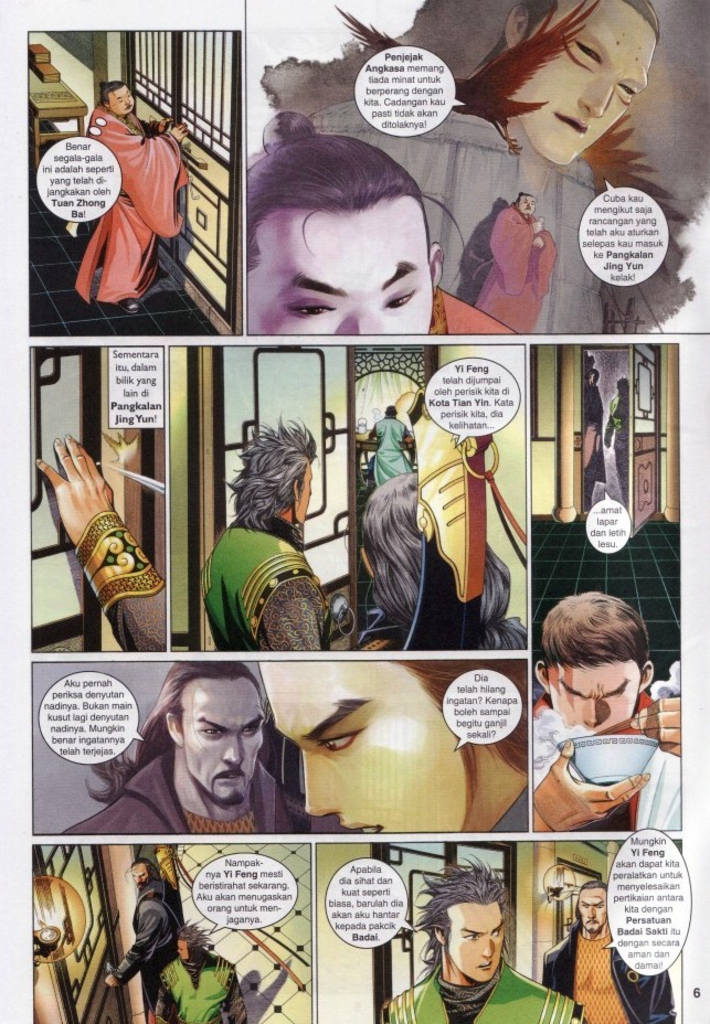 Benar
segala-gala
ini adalah seperti
yang telah di-
jangkakan oleh
Tuan Zhong
Ba!
Penjejak
Angkasa memang
tiada minat untuk
berperang dengan
kita. Cadangan kau
pasti tidak akan
ditolaknya!
Cuba kau
mengikut saja
rancangan yang
telah aku aturkan
selepas kau masuk
ke Pangkalan
Jing Yun
kelak!
Sementara
itu, dalam
bilik yang
lain di
Pangkalan
Jing Yun!
Yi Feng
telah dijumpai
oleh perisik kita di
Kota Tian Yin. Kata
perisik kita, dia
kelihatan...
...amat
lapar
dan letih
lesu.
Aku pernah
periksa denyutan
nadinya. Bukan main
kusut lagi denyutan
nadinya. Mungkin
benar ingatannya
telah terjejas.
Dia
telah hilang
ingatan? Kenapa
boleh sampai
begitu ganjil
sekali?
Nampak-
nya Yi Feng mesti
beristirahat sekarang.
Aku akan menugaskan
orang untuk men-
jaganya.
Apabila
dia sihat dan
kuat seperti
biasa, barulah dia
akan aku hantar
kepada pakcik
Badai.
Mungkin
Yi Feng
akan dapat kita
peralatkan untuk
menyelesaikan
pertikaian antara
kita dengan
Persatuan
Badai Sakti itu
dengan secara
aman dan
damai!
6